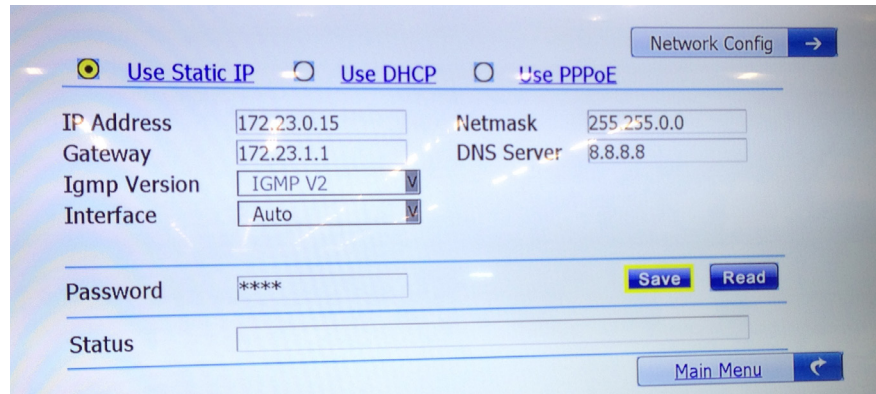 Network Config
Use Static IP Use DHCP Use PPPoE
IP Address 172.23.0.15 Netmask 255.255.0.0
Gateway 172.23.1.1 DNS Server 8.8.8.8
Igmp Version IGMP V2 V
Interface Auto V
Password **** Save Read
Status
Main Menu